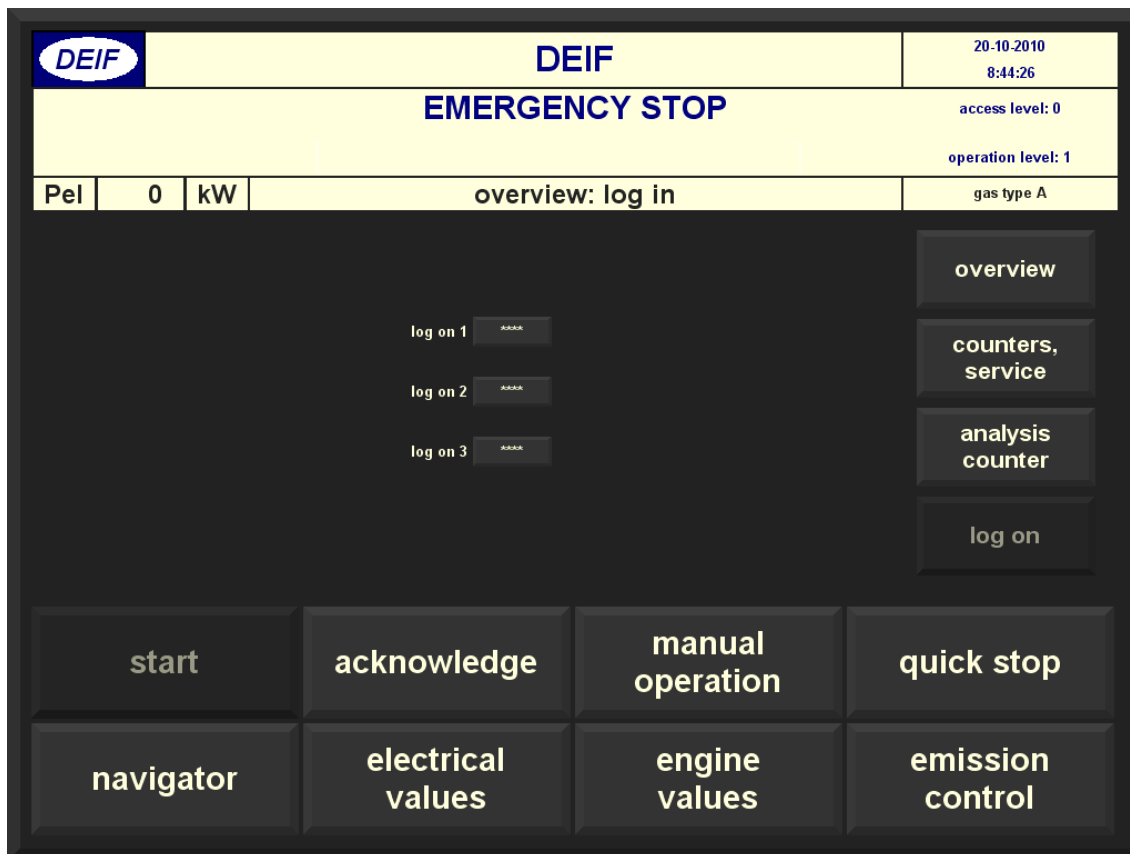 DEIF
DEIF
20-10-2010
8:44:26
EMERGENCY STOP
access level: 0
operation level: 1
Pel 0 kW
overview: log in
gas type A
overview
log on 1 ****
counters,
service
log on 2 ****
analysis
counter
log on 3 ****
log on
start
acknowledge
manual
operation
quick stop
navigator
electrical
values
engine
values
emission
control